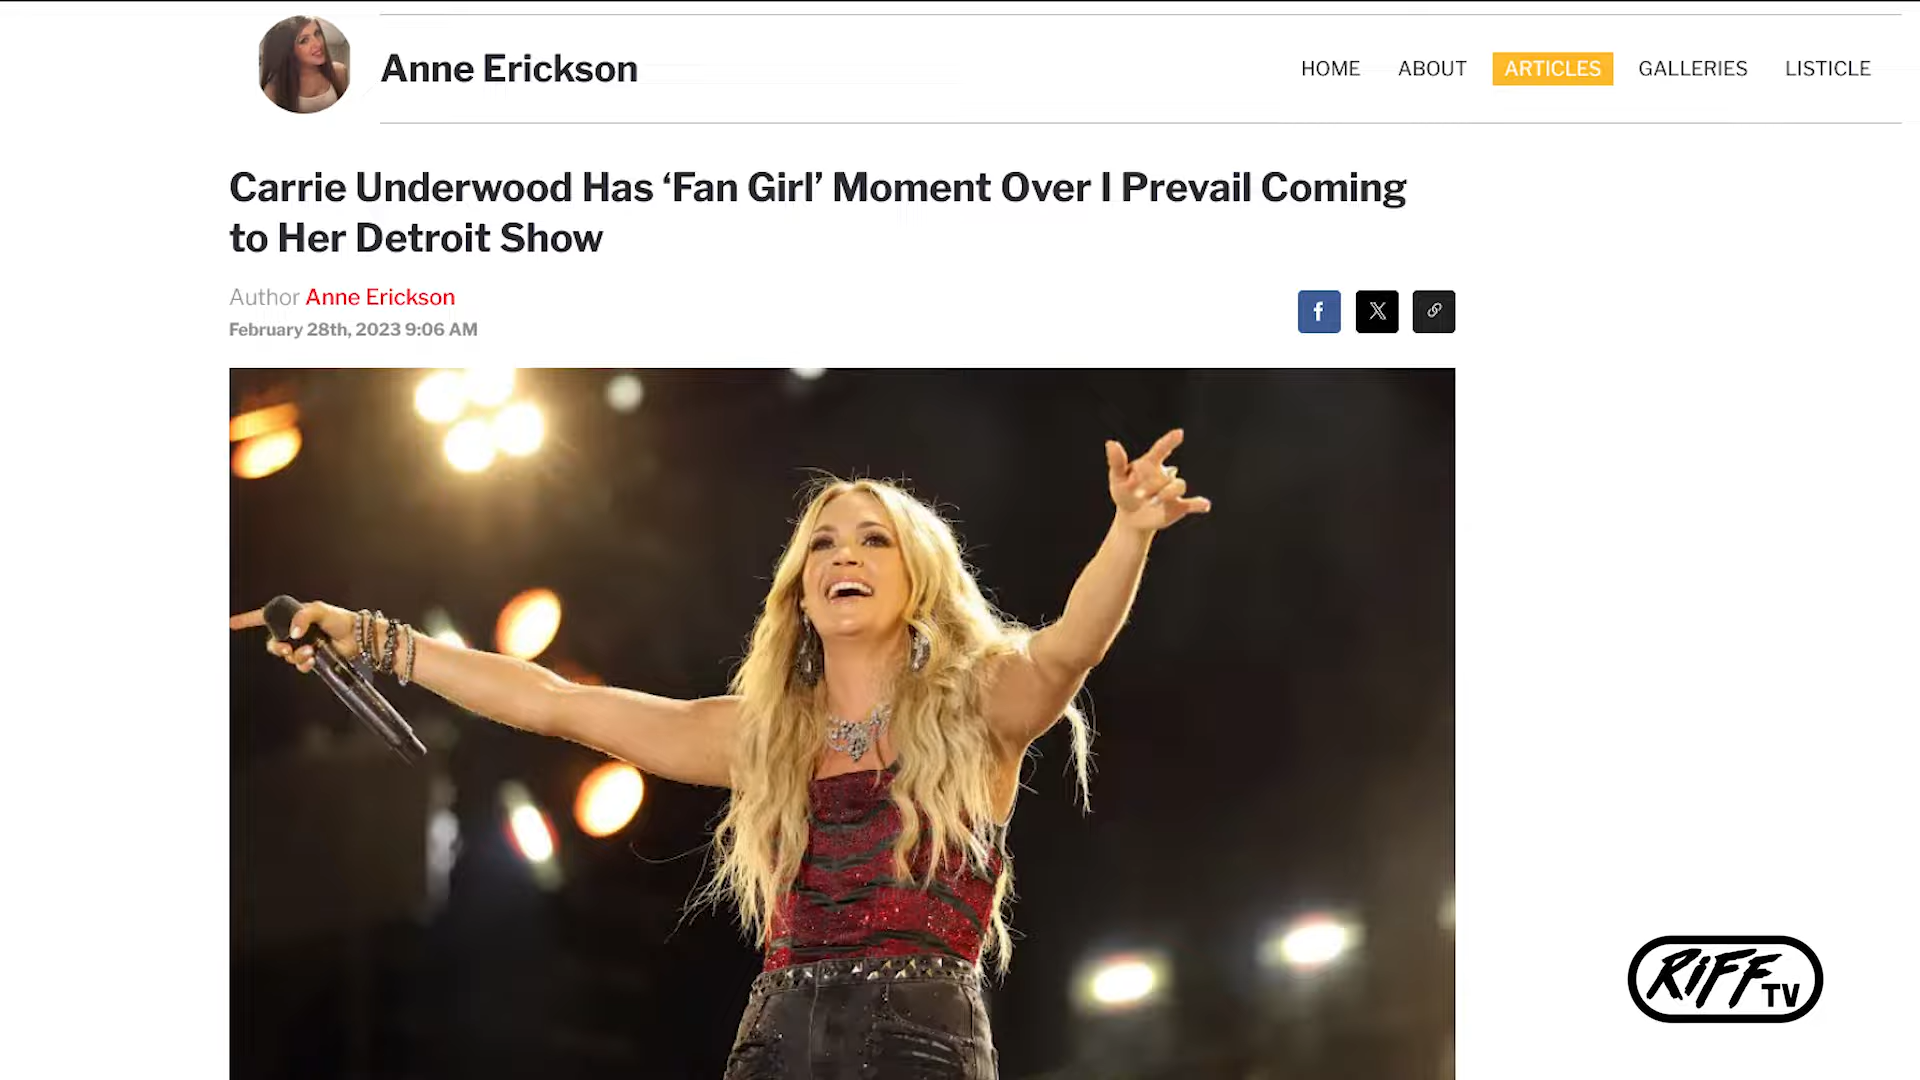 Anne Erickson
HOME ABOUT ARTICLES GALLERIES LISTICLE
Carrie Underwood Has ‘Fan Girl’ Moment Over I Prevail Coming
to Her Detroit Show
Author Anne Erickson
February 28th, 2023 9:06 AM
f X
RIFF TV